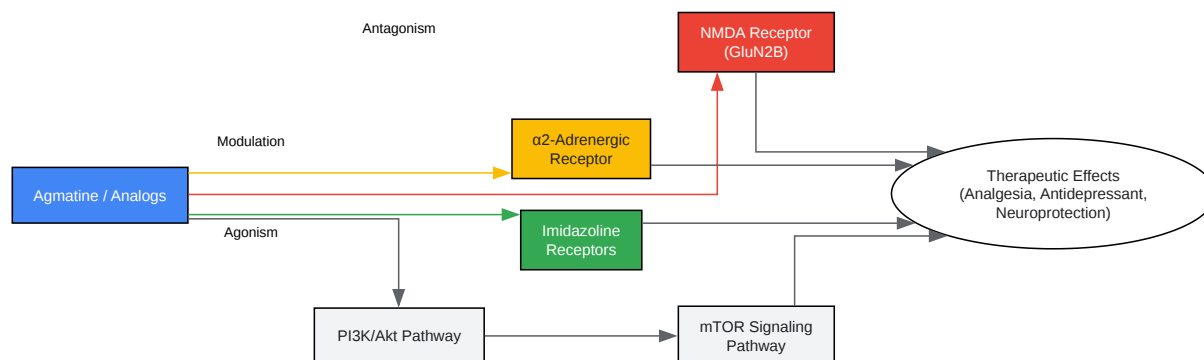 Antagonism
NMDA Receptor
(GluN2B)
Modulation
α2-Adrenergic
Receptor
Agmatine / Analogs
Therapeutic Effects
(Analgesia, Antidepressant,
Neuroprotection)
Agonism
Imidazoline
Receptors
PI3K/Akt Pathway
mTOR Signaling
Pathway